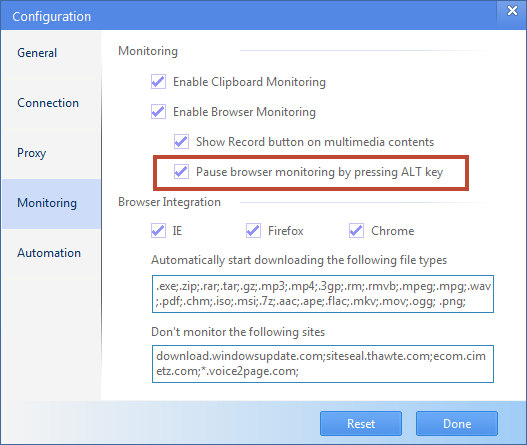 Configuration
General
Connection
Proxy
Monitoring
Automation
Monitoring
Enable Clipboard Monitoring
Enable Browser Monitoring
Show Record button on multimedia contents
Pause browser monitoring by pressing ALT key
Browser Integration
IE Firefox Chrome
Automatically start downloading the following file types
.exe;.zip;.rar;.tar;.gz;.mp3;.mp4;.3gp;.rm;.rmvb;.mpeg;.mpg;.wav
;.pdf;.chm;.iso;.msi;.7z;.aac;.ape;.flac;.mkv;.mov;.ogg; .png;
Don't monitor the following sites
download.windowsupdate.com;siteseal.thawte.com;ecom.cim
etz.com;*.voice2page.com;
Reset Done